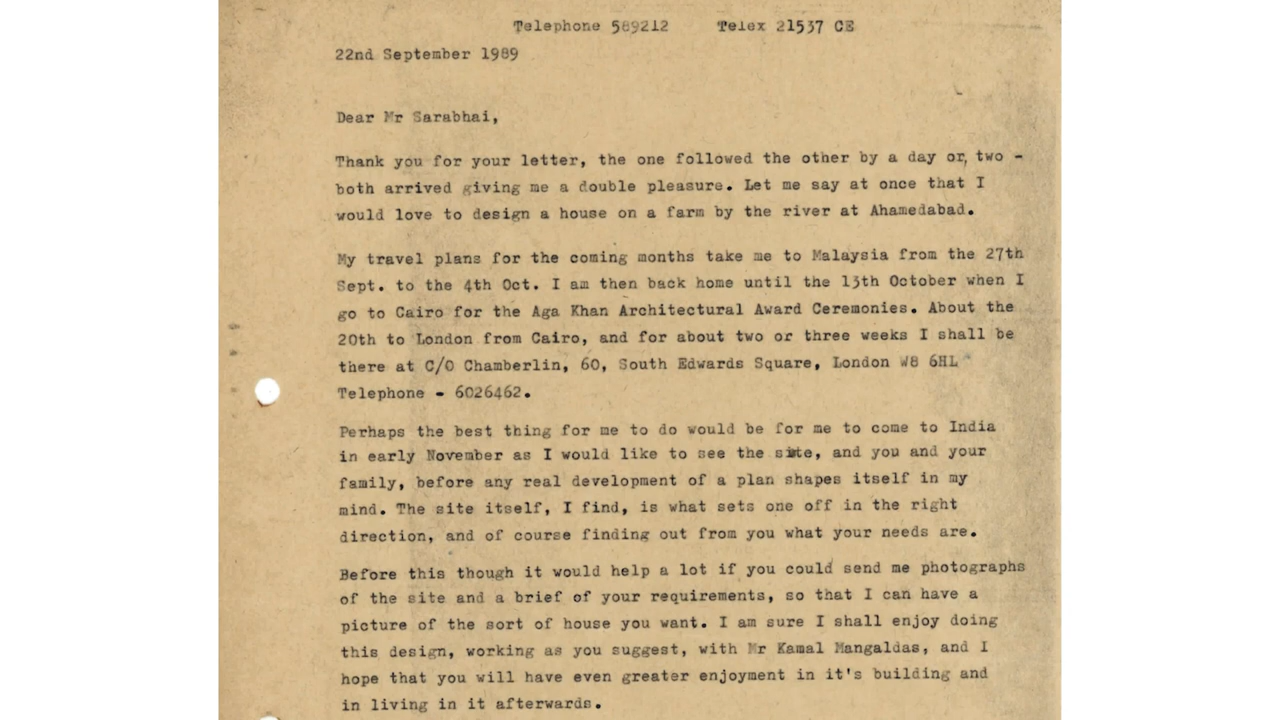 Telephone 589212 Telex 21537 CE
22nd September 1989
Dear Mr Sarabhai,
Thank you for your letter, the one followed the other by a day or, two -
both arrived giving me a double pleasure. Let me say at once that I
would love to design a house on a farm by the river at Ahamedabad.
My travel plans for the coming months take me to Malaysia from the 27th
Sept. to the 4th Oct. I am then back home until the 13th October when I
go to Cairo for the Aga Khan Architectural Award Ceremonies. About the
20th to London from Cairo, and for about two or three weeks I shall be
there at C/O Chamberlin, 60, South Edwards Square, London W8 6HL
Telephone - 6026462.
Perhaps the best thing for me to do would be for me to come to India
in early November as I would like to see the site, and you and your
family, before any real development of a plan shapes itself in my
mind. The site itself, I find, is what sets one off in the right
direction, and of course finding out from you what your needs are.
Before this though it would help a lot if you could send me photographs
of the site and a brief of your requirements, so that I can have a
picture of the sort of house you want. I am sure I shall enjoy doing
this design, working as you suggest, with Mr Kamal Mangaldas, and I
hope that you will have even greater enjoyment in it's building and
in living in it afterwards.